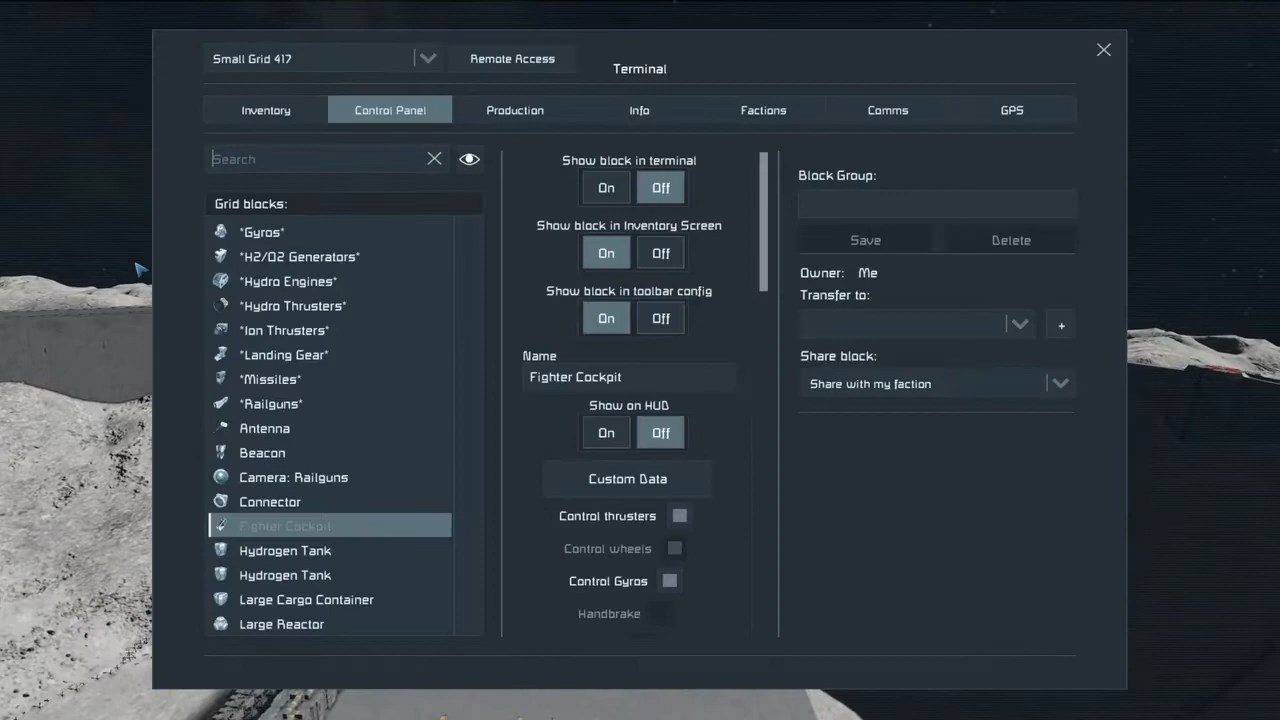 Small Grid 417
Remote Access
Terminal
Inventory
Control Panel
Production
Info
Factions
Comms
GPS
Search
Grid blocks:
*Gyros*
*H2/O2 Generators*
*Hydro Engines*
*Hydro Thrusters*
*Ion Thrusters*
*Landing Gear*
*Missiles*
*Railguns*
Antenna
Beacon
Camera: Railguns
Connector
Fighter Cockpit
Hydrogen Tank
Hydrogen Tank
Large Cargo Container
Large Reactor
Show block in terminal
On Off
Show block in Inventory Screen
On Off
Show block in toolbar config
On Off
Name
Fighter Cockpit
Show on HUD
On Off
Custom Data
Control thrusters
Control wheels
Control Gyros
Handbrake
Block Group:
Save Delete
Owner: Me
Transfer to:
+
Share block:
Share with my faction